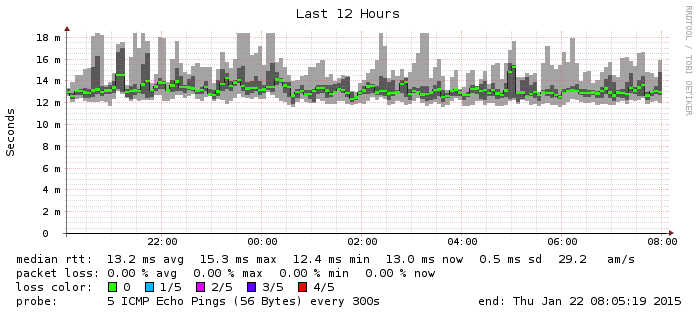 Last 12 Hours
RRDTOOL / TOBI OETIKER
Seconds
18 m
16 m
14 m
12 m
10 m
8 m
6 m
4 m
2 m
0
22:00 00:00 02:00 04:00 06:00 08:00
median rtt: 13.2 ms avg 15.3 ms max 12.4 ms min 13.0 ms now 0.5 ms sd 29.2 am/s
packet loss: 0.00 % avg 0.00 % max 0.00 % min 0.00 % now
loss color: 0 1/5 2/5 3/5 4/5
probe: 5 ICMP Echo Pings (56 Bytes) every 300s end: Thu Jan 22 08:05:19 2015